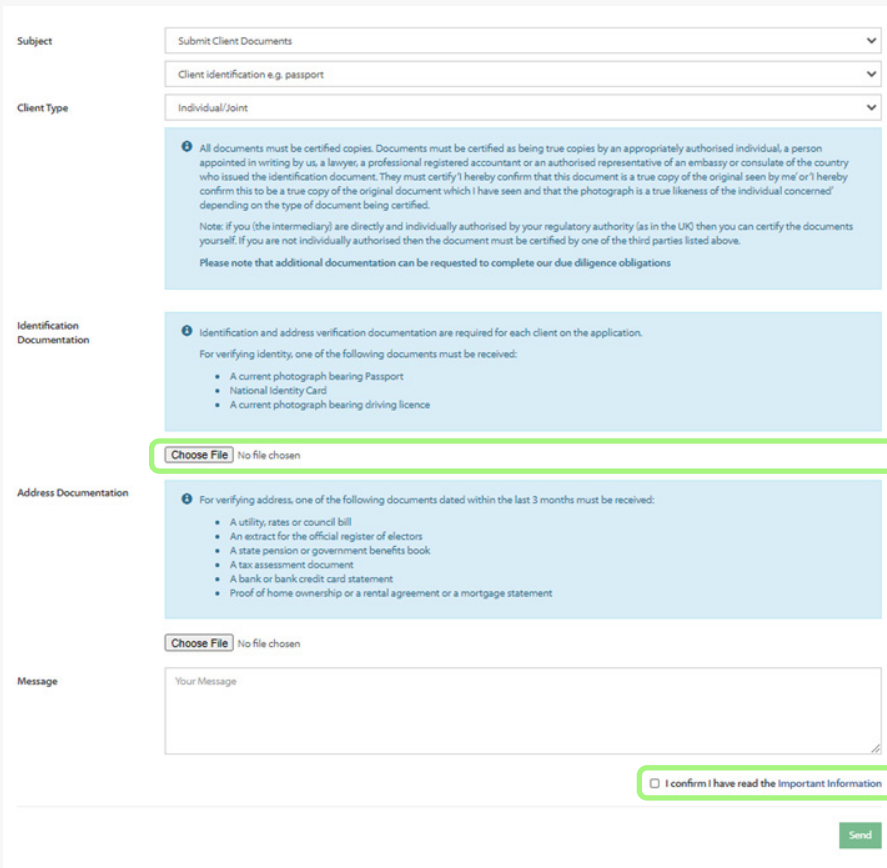 Subject
Submit Client Documents
Client identification e.g. passport
Client Type
Individual/Joint
All documents must be certified copies. Documents must be certified as being true copies by an appropriately authorised individual, a person
appointed in writing by us, a lawyer, a professional registered accountant or an authorised representative of an embassy or consulate of the country
who issued the identification document. They must certify 'I hereby confirm that this document is a true copy of the original seen by me' or 'I hereby
confirm this to be a true copy of the original document which I have seen and that the photograph is a true likeness of the individual concerned'
depending on the type of document being certified.
Note: if you (the intermediary) are directly and individually authorised by your regulatory authority (as in the UK) then you can certify the documents
yourself. If you are not individually authorised then the document must be certified by one of the third parties listed above.
Please note that additional documentation can be requested to complete our due diligence obligations
Identification
Documentation
Identification and address verification documentation are required for each client on the application.
For verifying identity, one of the following documents must be received:
• A current photograph bearing Passport
• National Identity Card
• A current photograph bearing driving licence
Choose File No file chosen
Address Documentation
For verifying address, one of the following documents dated within the last 3 months must be received:
• A utility, rates or council bill
• An extract for the official register of electors
• A state pension or government benefits book
• A tax assessment document
• A bank or bank credit card statement
• Proof of home ownership or a rental agreement or a mortgage statement
Choose File No file chosen
Message
Your Message
I confirm I have read the Important Information
Send